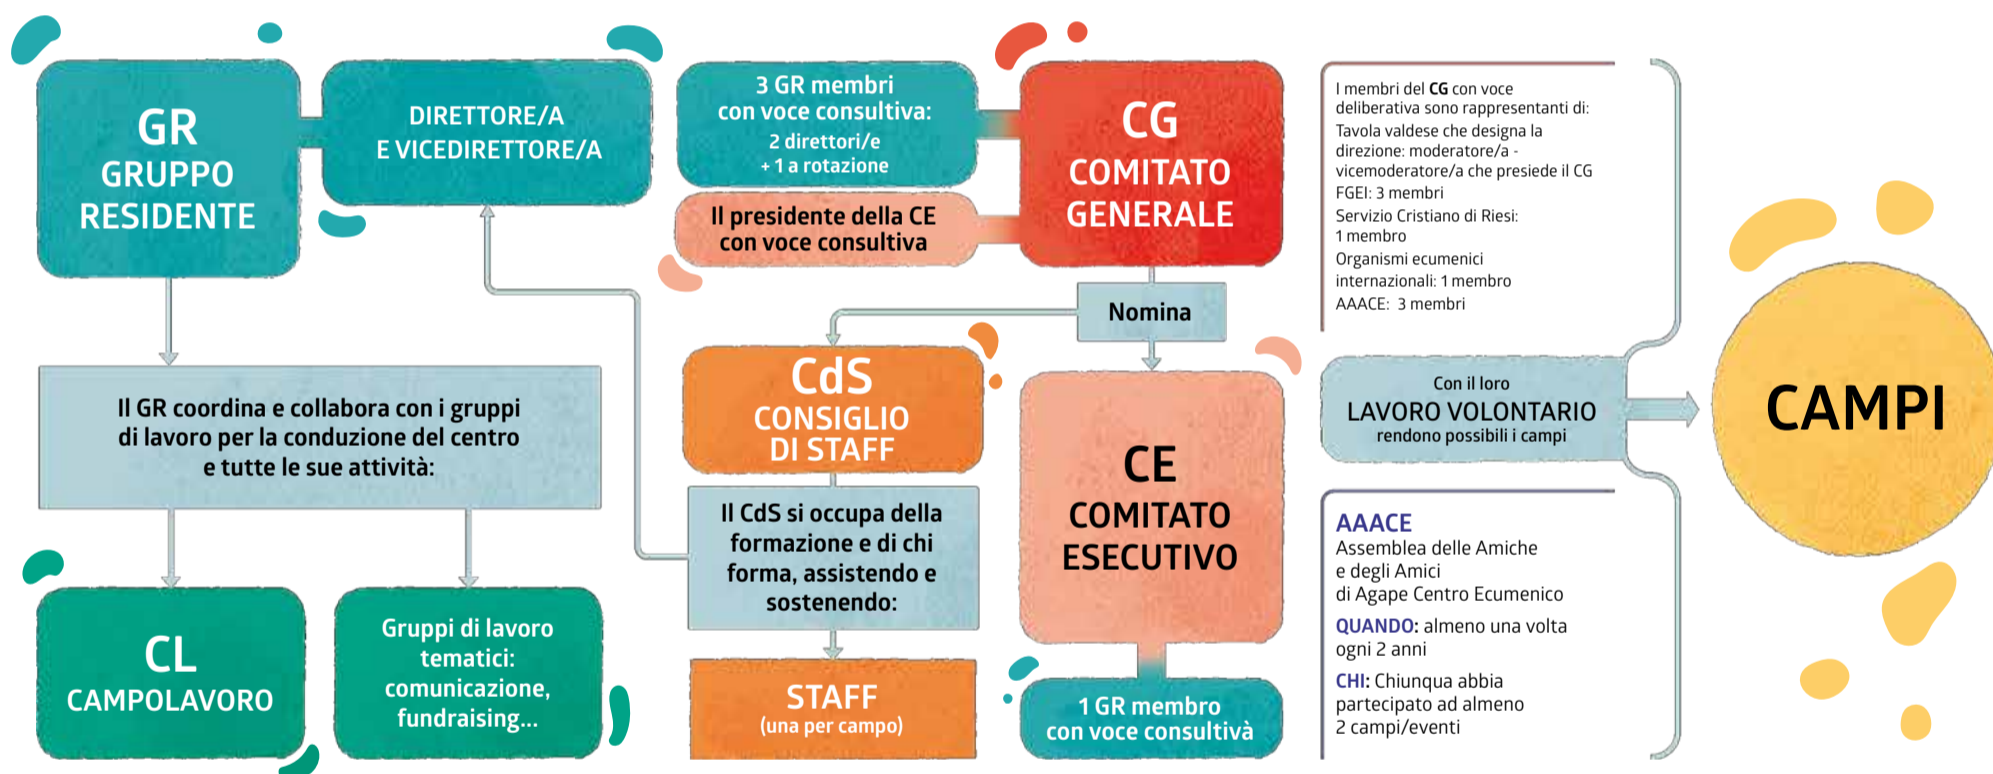 GR
GRUPPO
RESIDENTE
DIRETTORE/A
E VICEDIRETTORE/A
3 GR membri
con voce consultiva:
2 direttori/e
+ 1 a rotazione
Il presidente della CE
con voce consultiva
CG
COMITATO
GENERALE
I membri del CG con voce
deliberativa sono rappresentanti di:
Tavola valdese che designa la
direzione: moderatore/a -
vicemoderatore/a che presiede il CG
FGEI: 3 membri
Servizio Cristiano di Riesi:
1 membro
Organismi ecumenici
internazionali: 1 membro
AAACE: 3 membri
Nomina
Il GR coordina e collabora con i gruppi
di lavoro per la conduzione del centro
e tutte le sue attività:
CdS
CONSIGLIO
DI STAFF
CE
COMITATO
ESECUTIVO
Con il loro
LAVORO VOLONTARIO
rendono possibili i campi
CAMPI
Il CdS si occupa della
formazione e di chi
forma, assistendo e
sostenendo:
AAACE
Assemblea delle Amiche
e degli Amici
di Agape Centro Ecumenico
QUANDO: almeno una volta
ogni 2 anni
CHI: Chiunqua abbia
partecipato ad almeno
2 campi/eventi
CL
CAMPOLAVORO
Gruppi di lavoro
tematici:
comunicazione,
fundraising...
STAFF
(una per campo)
1 GR membro
con voce consultivà